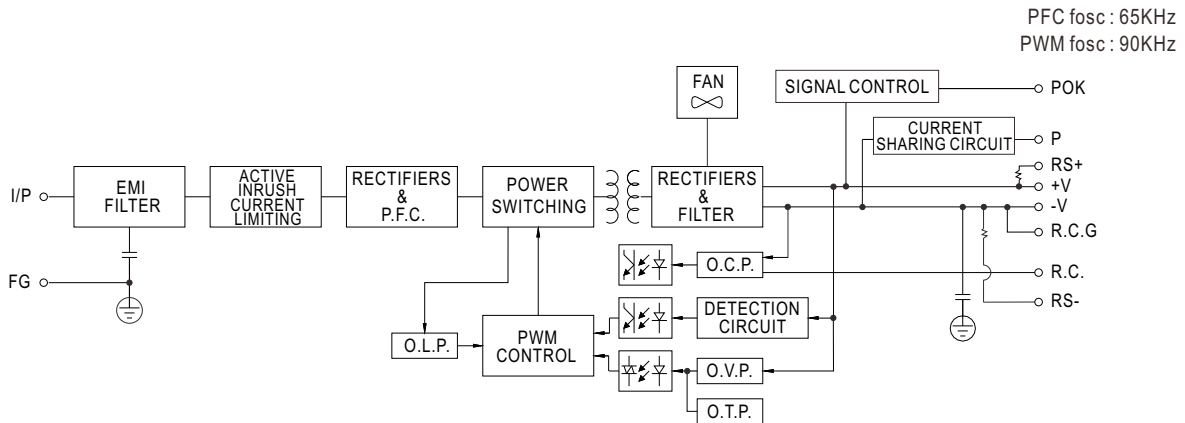 PFC fosc : 65KHz
PWM fosc : 90KHz
FAN
SIGNAL CONTROL
POK
CURRENT
SHARING CIRCUIT
P
RS+
+V
-V
R.C.G
R.C.
RS-
I/P
EMI
FILTER
ACTIVE
INRUSH
CURRENT
LIMITING
RECTIFIERS
&
P.F.C.
POWER
SWITCHING
RECTIFIERS
&
FILTER
FG
O.C.P.
DETECTION
CIRCUIT
O.L.P.
PWM
CONTROL
O.V.P.
O.T.P.